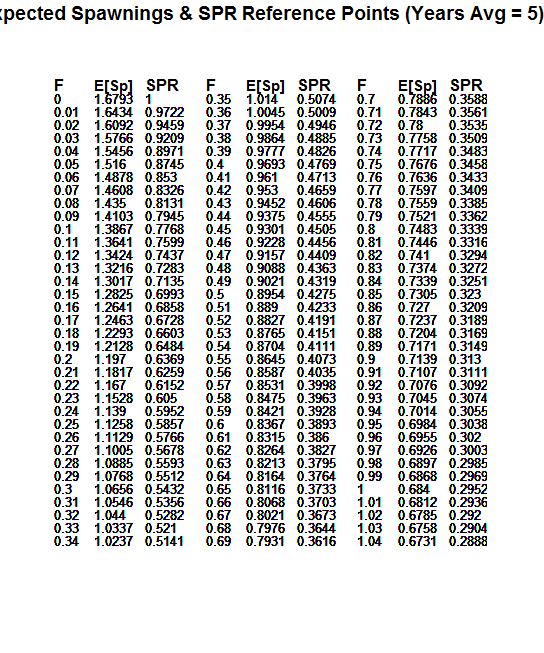 xpected Spawnings & SPR Reference Points (Years Avg = 5)
F E[Sp] SPR F E[Sp] SPR F E[Sp] SPR
0 1.6793 1 0.35 1.014 0.5074 0.7 0.7886 0.3588
0.01 1.6434 0.9722 0.36 1.0045 0.5009 0.71 0.7843 0.3561
0.02 1.6092 0.9459 0.37 0.9954 0.4946 0.72 0.78 0.3535
0.03 1.5766 0.9209 0.38 0.9864 0.4885 0.73 0.7758 0.3509
0.04 1.5456 0.8971 0.39 0.9777 0.4826 0.74 0.7717 0.3483
0.05 1.516 0.8745 0.4 0.9693 0.4769 0.75 0.7676 0.3458
0.06 1.4878 0.853 0.41 0.961 0.4713 0.76 0.7636 0.3433
0.07 1.4608 0.8326 0.42 0.953 0.4659 0.77 0.7597 0.3409
0.08 1.435 0.8131 0.43 0.9452 0.4606 0.78 0.7559 0.3385
0.09 1.4103 0.7945 0.44 0.9375 0.4555 0.79 0.7521 0.3362
0.1 1.3867 0.7768 0.45 0.9301 0.4505 0.8 0.7483 0.3339
0.11 1.3641 0.7599 0.46 0.9228 0.4456 0.81 0.7446 0.3316
0.12 1.3424 0.7437 0.47 0.9157 0.4409 0.82 0.741 0.3294
0.13 1.3216 0.7283 0.48 0.9088 0.4363 0.83 0.7374 0.3272
0.14 1.3017 0.7135 0.49 0.9021 0.4319 0.84 0.7339 0.3251
0.15 1.2825 0.6993 0.5 0.8954 0.4275 0.85 0.7305 0.323
0.16 1.2641 0.6858 0.51 0.889 0.4233 0.86 0.727 0.3209
0.17 1.2463 0.6728 0.52 0.8827 0.4191 0.87 0.7237 0.3189
0.18 1.2293 0.6603 0.53 0.8765 0.4151 0.88 0.7204 0.3169
0.19 1.2128 0.6484 0.54 0.8704 0.4111 0.89 0.7171 0.3149
0.2 1.197 0.6369 0.55 0.8645 0.4073 0.9 0.7139 0.313
0.21 1.1817 0.6259 0.56 0.8587 0.4035 0.91 0.7107 0.3111
0.22 1.167 0.6152 0.57 0.8531 0.3998 0.92 0.7076 0.3092
0.23 1.1528 0.605 0.58 0.8475 0.3963 0.93 0.7045 0.3074
0.24 1.139 0.5952 0.59 0.8421 0.3928 0.94 0.7014 0.3055
0.25 1.1258 0.5857 0.6 0.8367 0.3893 0.95 0.6984 0.3038
0.26 1.1129 0.5766 0.61 0.8315 0.386 0.96 0.6955 0.302
0.27 1.1005 0.5678 0.62 0.8264 0.3827 0.97 0.6926 0.3003
0.28 1.0885 0.5593 0.63 0.8213 0.3795 0.98 0.6897 0.2985
0.29 1.0768 0.5512 0.64 0.8164 0.3764 0.99 0.6868 0.2969
0.3 1.0656 0.5432 0.65 0.8116 0.3733 1 0.684 0.2952
0.31 1.0546 0.5356 0.66 0.8068 0.3703 1.01 0.6812 0.2936
0.32 1.044 0.5282 0.67 0.8021 0.3673 1.02 0.6785 0.292
0.33 1.0337 0.521 0.68 0.7976 0.3644 1.03 0.6758 0.2904
0.34 1.0237 0.5141 0.69 0.7931 0.3616 1.04 0.6731 0.2888